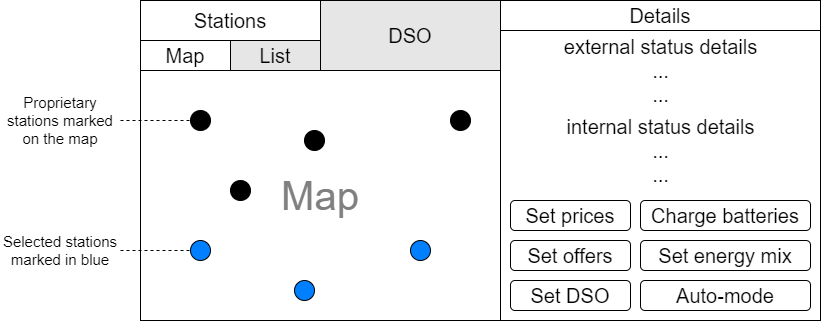 Stations
DSO
Details
Map
List
external status details
...
...
Proprietary
stations marked
on the map
internal status details
...
...
Map
Selected stations
marked in blue
Set prices
Charge batteries
Set offers
Set energy mix
Set DSO
Auto-mode